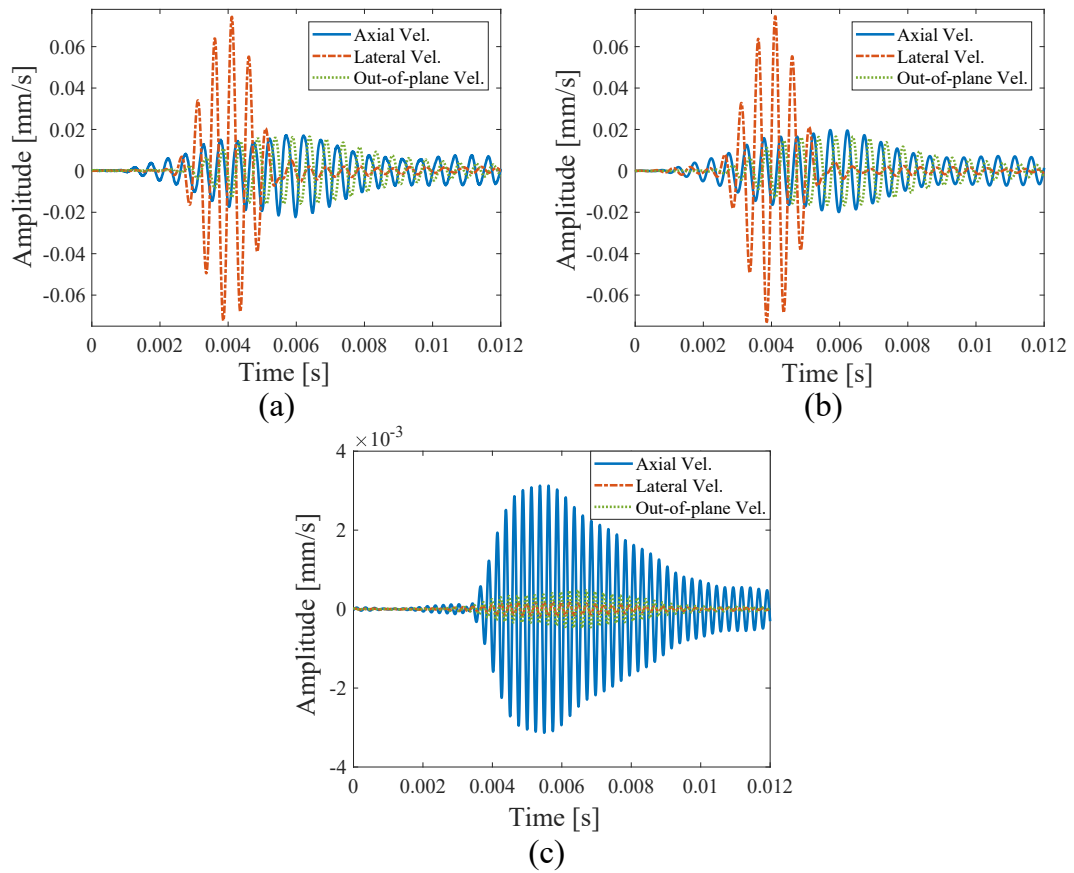 Axial Vel.
Lateral Vel.
Out-of-plane Vel.
Amplitude [mm/s]
0.06
0.04
0.02
0
-0.02
-0.04
-0.06
0 0.002 0.004 0.006 0.008 0.01 0.012
Time [s]
(a)
Axial Vel.
Lateral Vel.
Out-of-plane Vel.
Amplitude [mm/s]
0.06
0.04
0.02
0
-0.02
-0.04
-0.06
0 0.002 0.004 0.006 0.008 0.01 0.012
Time [s]
(b)
×10⁻³
Axial Vel.
Lateral Vel.
Out-of-plane Vel.
Amplitude [mm/s]
4
2
0
-2
-4
0 0.002 0.004 0.006 0.008 0.01 0.012
Time [s]
(c)